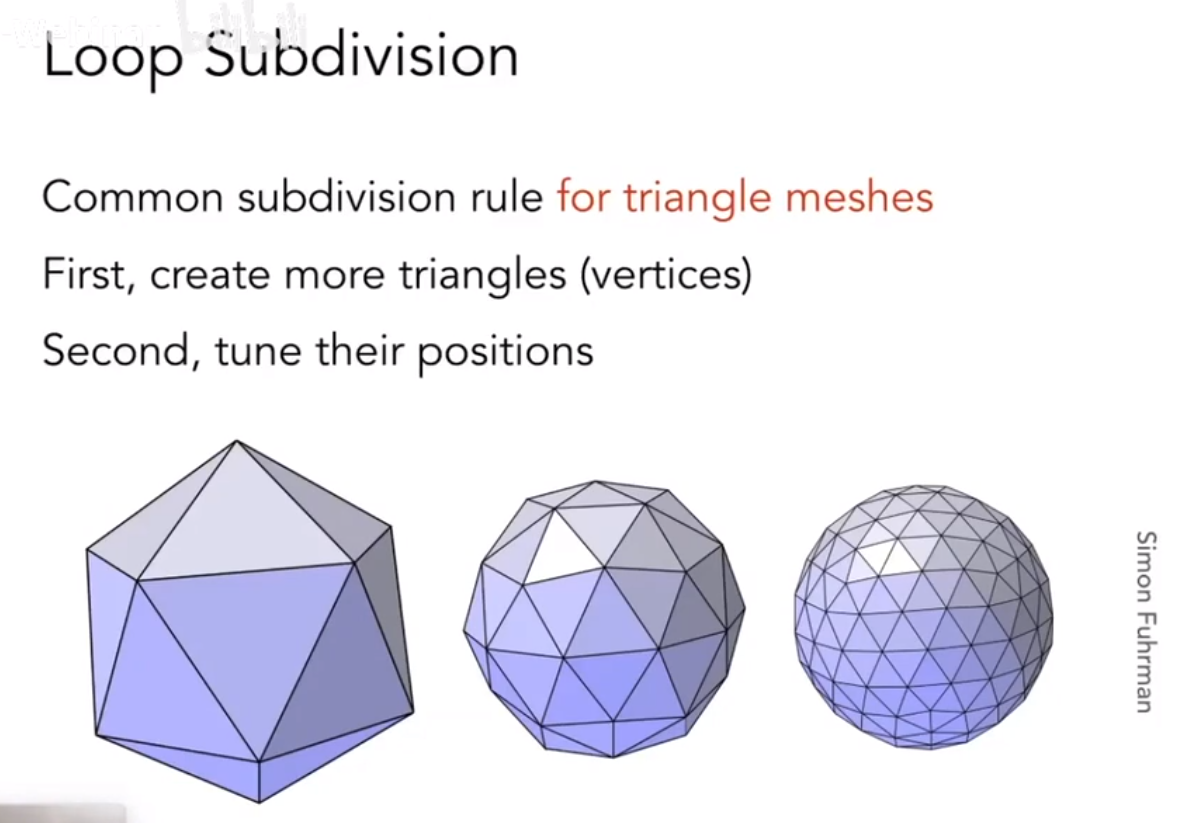 Loop Subdivision
Common subdivision rule for triangle meshes
First, create more triangles (vertices)
Second, tune their positions
Simon Fuhrman